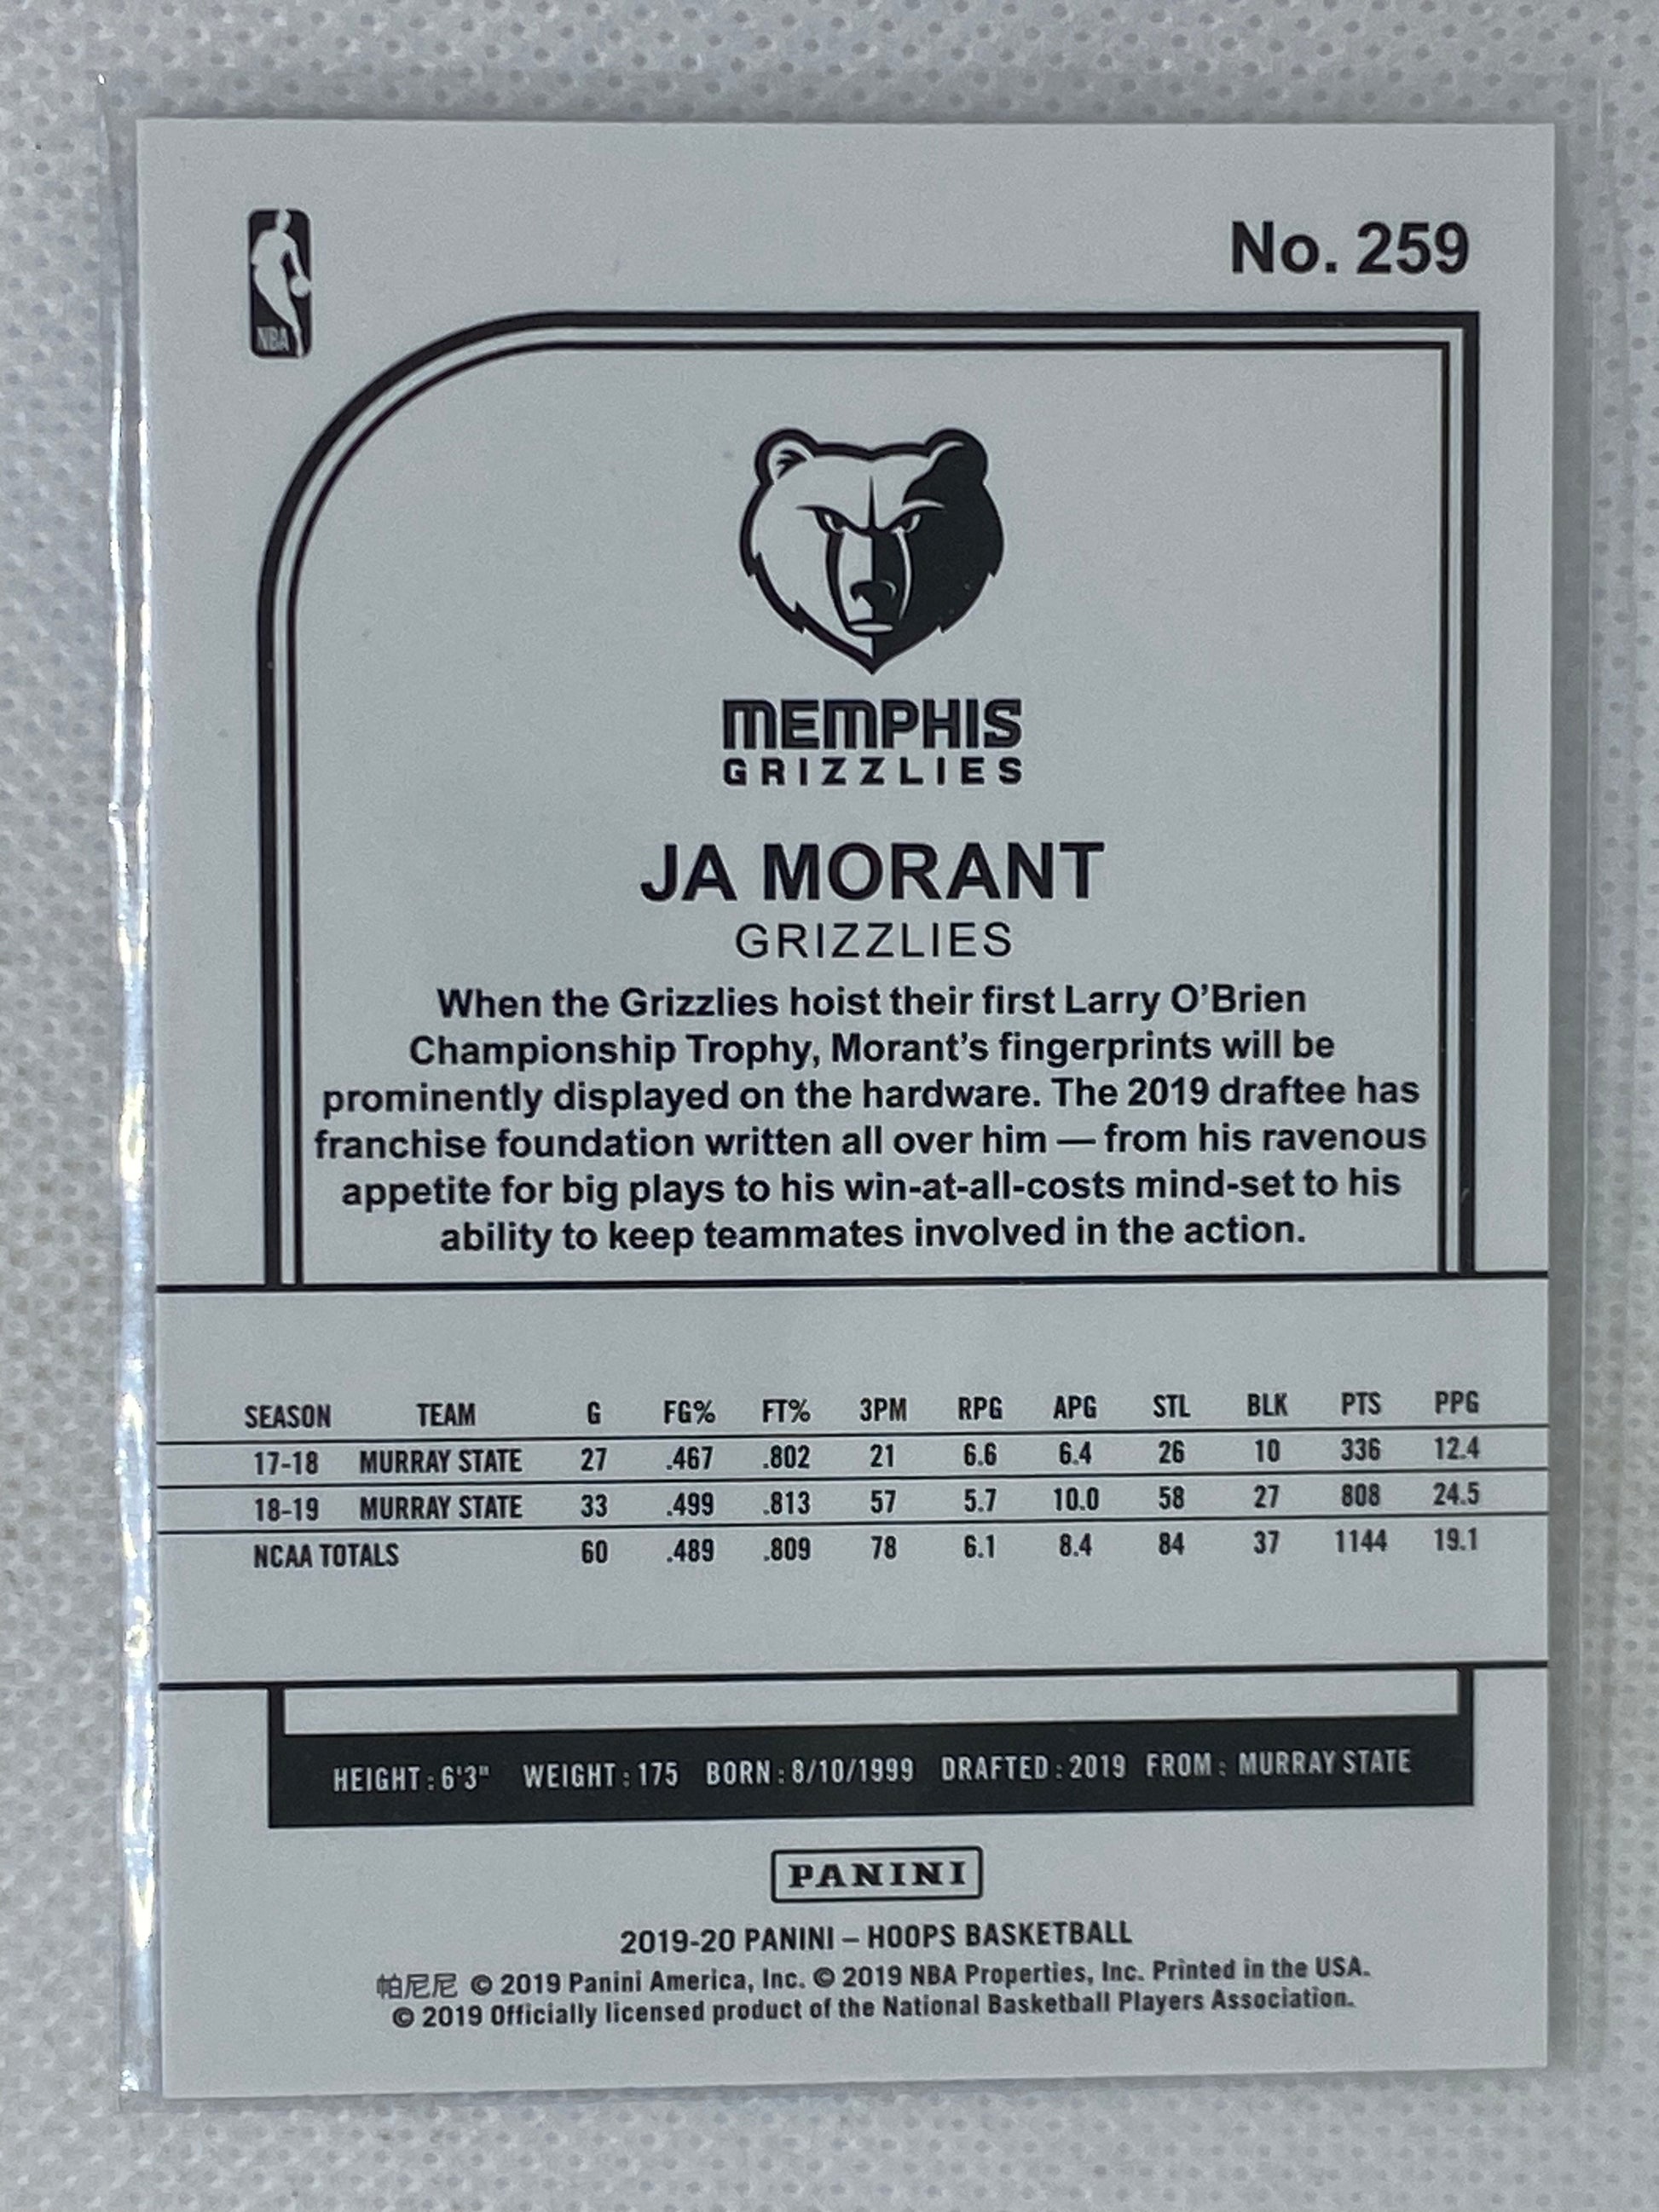 NBA
No. 259
MEMPHIS
GRIZZLIES
JA MORANT
GRIZZLIES
When the Grizzlies hoist their first Larry O’Brien
Championship Trophy, Morant’s fingerprints will be
prominently displayed on the hardware. The 2019 draftee has
franchise foundation written all over him — from his ravenous
appetite for big plays to his win-at-all-costs mind-set to his
ability to keep teammates involved in the action.
SEASON TEAM G FG% FT% 3PM RPG APG STL BLK PTS PPG
17-18 MURRAY STATE 27 .467 .802 21 6.6 6.4 26 10 336 12.4
18-19 MURRAY STATE 33 .499 .813 57 5.7 10.0 58 27 808 24.5
NCAA TOTALS 60 .489 .809 78 6.1 8.4 84 37 1144 19.1
HEIGHT: 6'3" WEIGHT: 175 BORN: 8/10/1999 DRAFTED: 2019 FROM: MURRAY STATE
PANINI
2019-20 PANINI – HOOPS BASKETBALL
帕尼尼 © 2019 Panini America, Inc. © 2019 NBA Properties, Inc. Printed in the USA.
© 2019 Officially licensed product of the National Basketball Players Association.